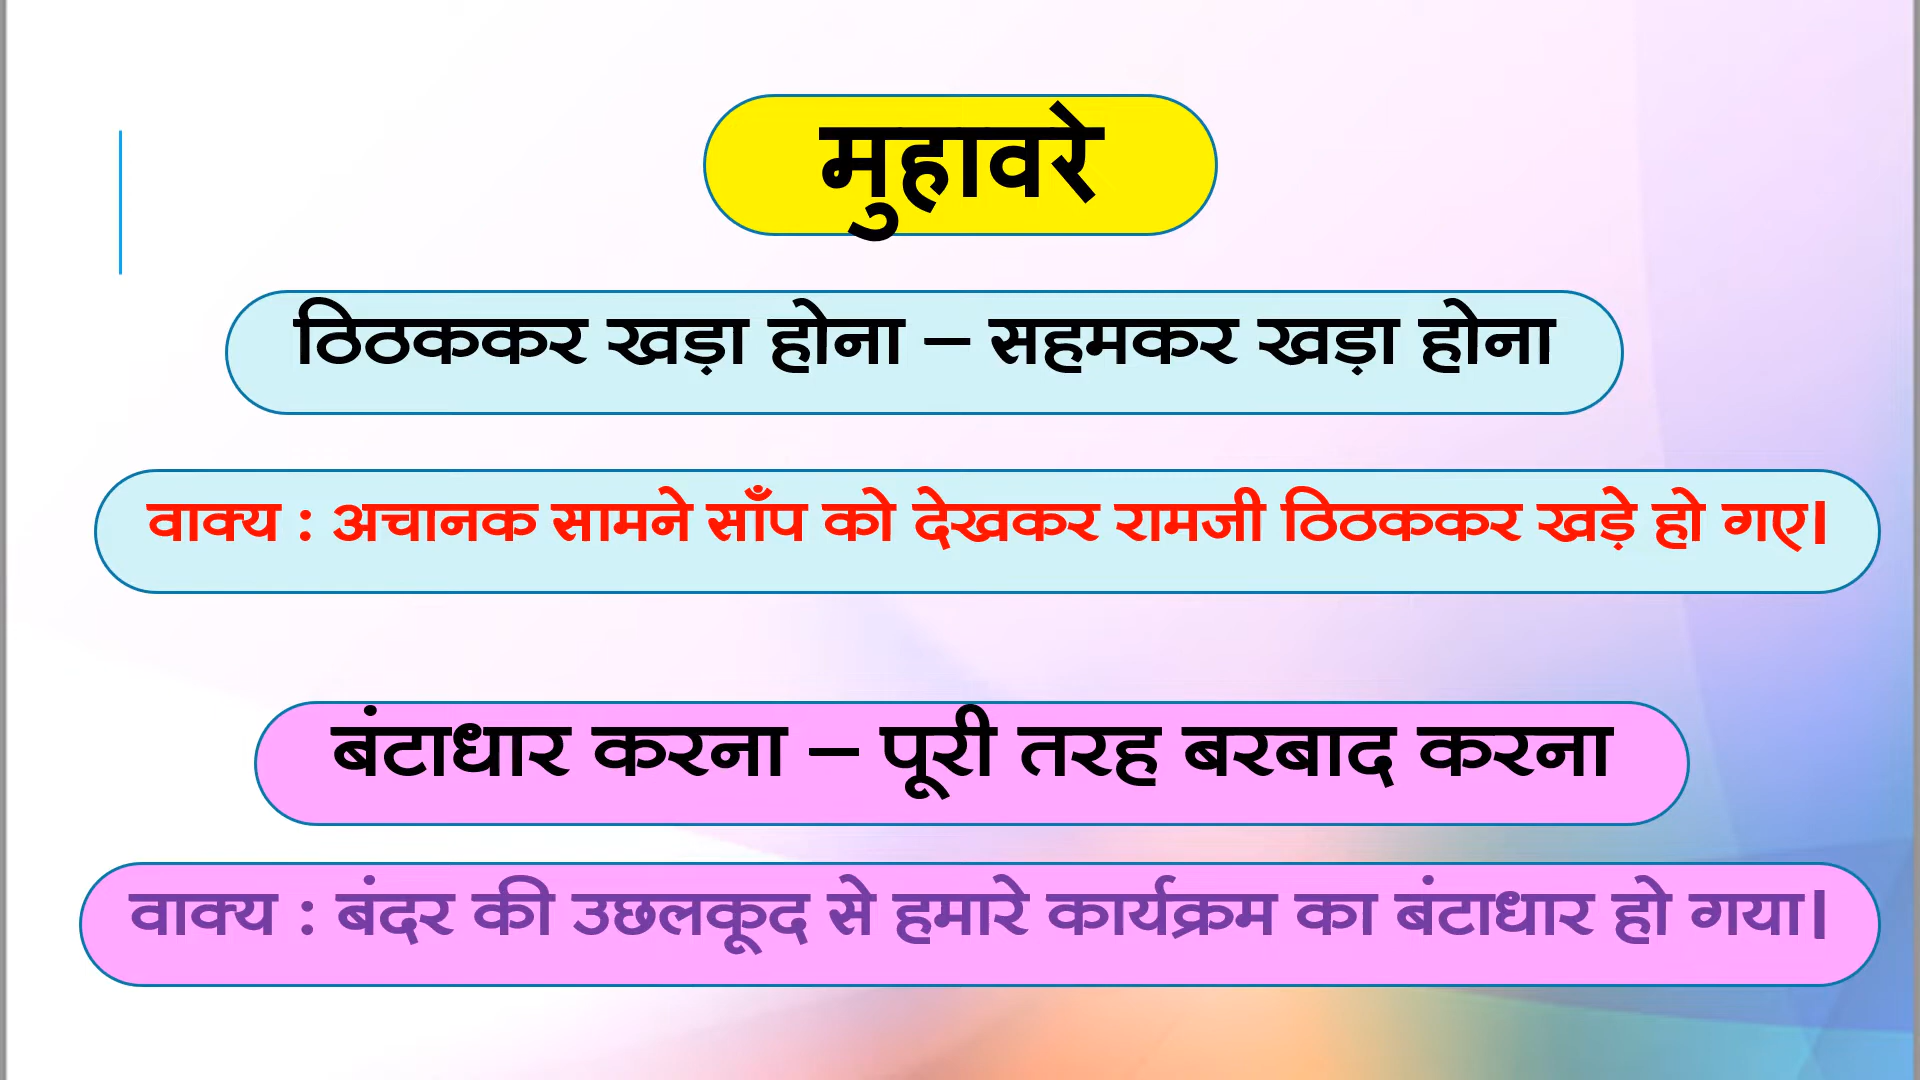 मुहावरे
ठिठककर खड़ा होना – सहमकर खड़ा होना
वाक्य : अचानक सामने साँप को देखकर रामजी ठिठककर खड़े हो गए।
बंटाधार करना – पूरी तरह बरबाद करना
वाक्य : बंदर की उछलकूद से हमारे कार्यक्रम का बंटाधार हो गया।